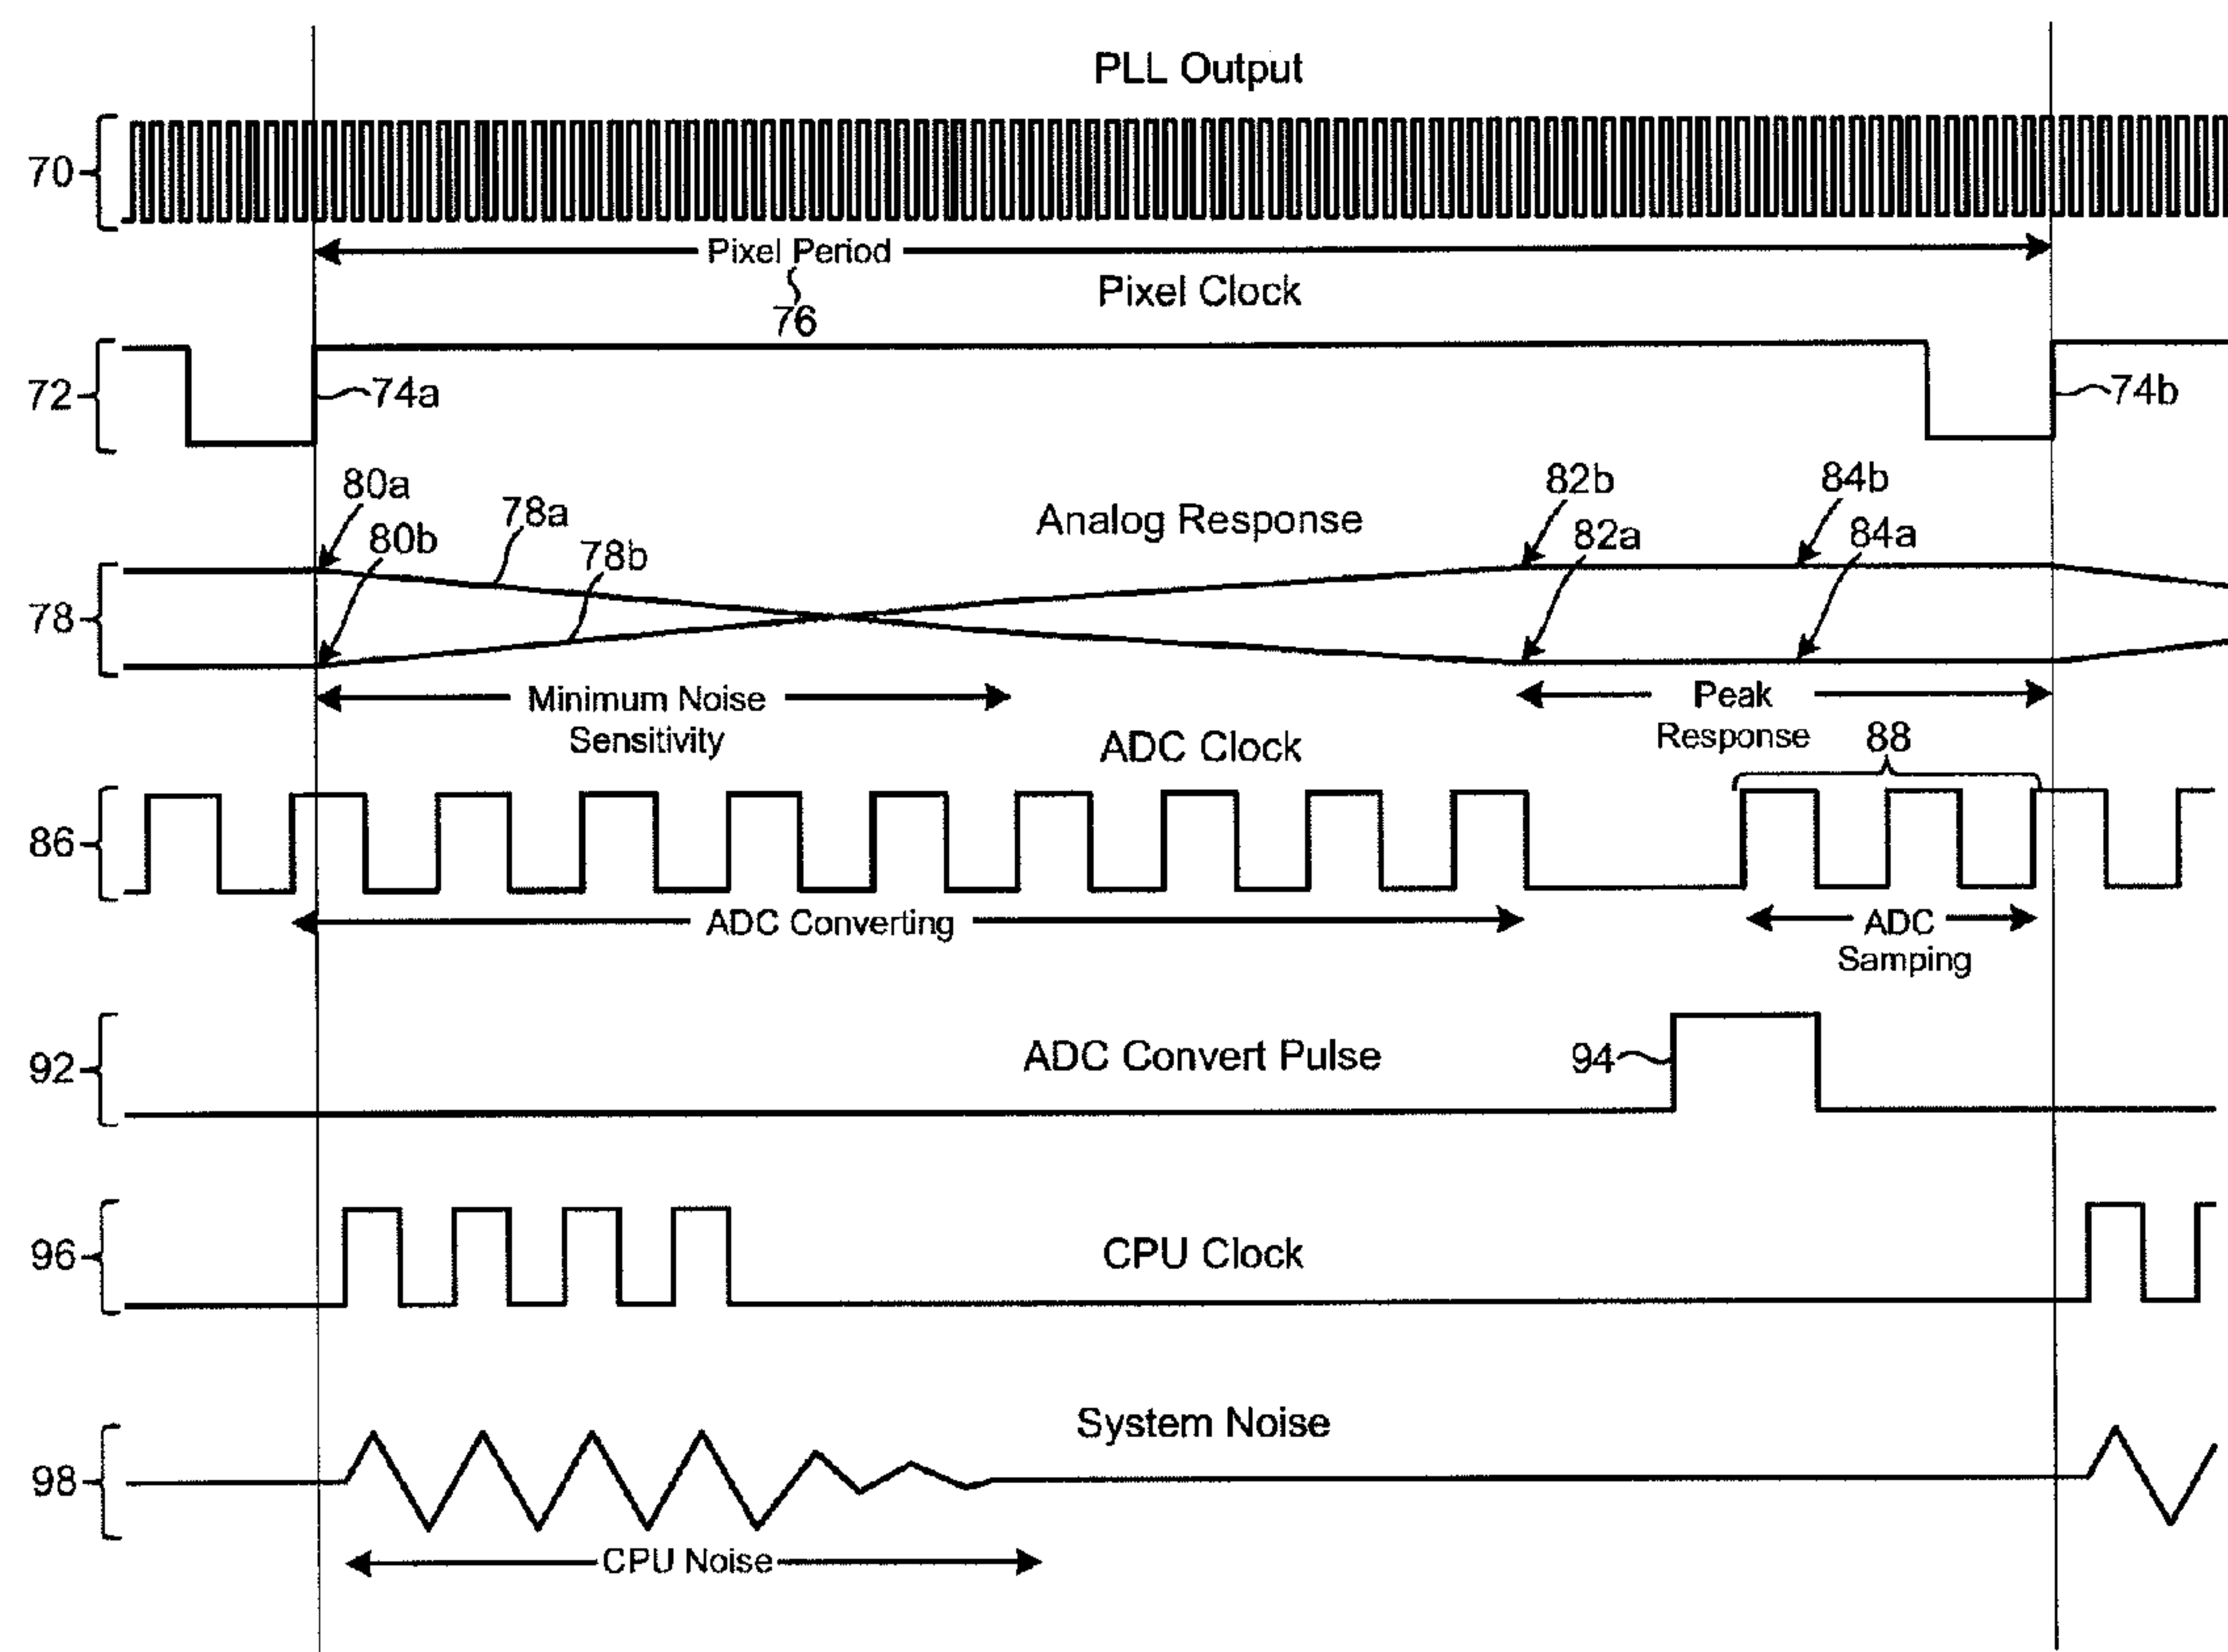 PLL Output
70
Pixel Period
76
Pixel Clock
72
74a
74b
80a
80b
78a
78b
Analog Response
82b
82a
84b
84a
78
Minimum Noise
Sensitivity
Peak
Response
ADC Clock
88
86
ADC Converting
ADC
Samping
92
ADC Convert Pulse
94
96
CPU Clock
System Noise
98
CPU Noise